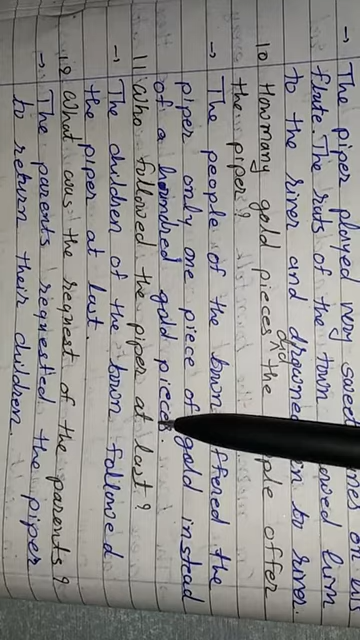 → The piper played very sweet on his
flute. The rats of the town him
to the river and drowned in to river.
10 How many gold pieces did the people offer
the piper?
→ The people of the town offered the
piper only one piece of gold instead
of a hundred gold pieces.
11 Who followed the piper at last?
→ The children of the town followed
the piper at last.
12 What was the request of the parents?
→ The parents requested the piper
to return their children.